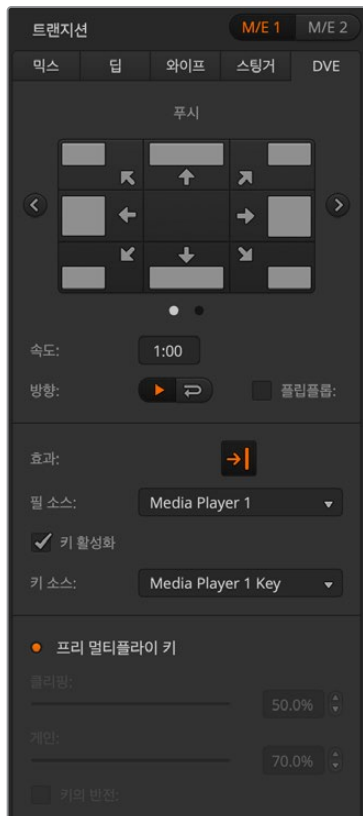 트랜지션 M/E 1 M/E 2
믹스 딥 와이프 스팅거 DVE
푸시
속도: 1:00
방향: 플립플롭:
효과:
필 소스: Media Player 1
키 활성화
키 소스: Media Player 1 Key
프리 멀티플라이 키
클리핑:
50.0%
게인:
70.0%
키의 반전: